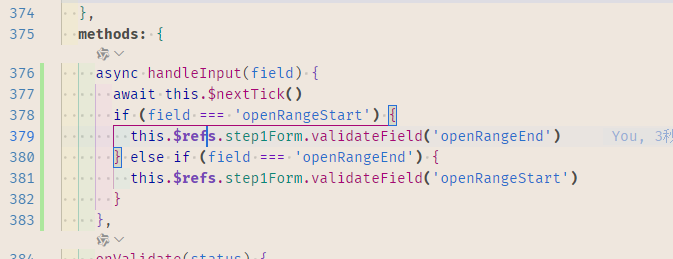 374 },
375 methods: {
376 async handleInput(field) {
377 await this.$nextTick()
378 if (field === 'openRangeStart') {
379 this.$refs.step1Form.validateField('openRangeEnd') You, 3秒
380 } else if (field === 'openRangeEnd') {
381 this.$refs.step1Form.validateField('openRangeStart')
382 }
383 },
384 onValidate(status) {